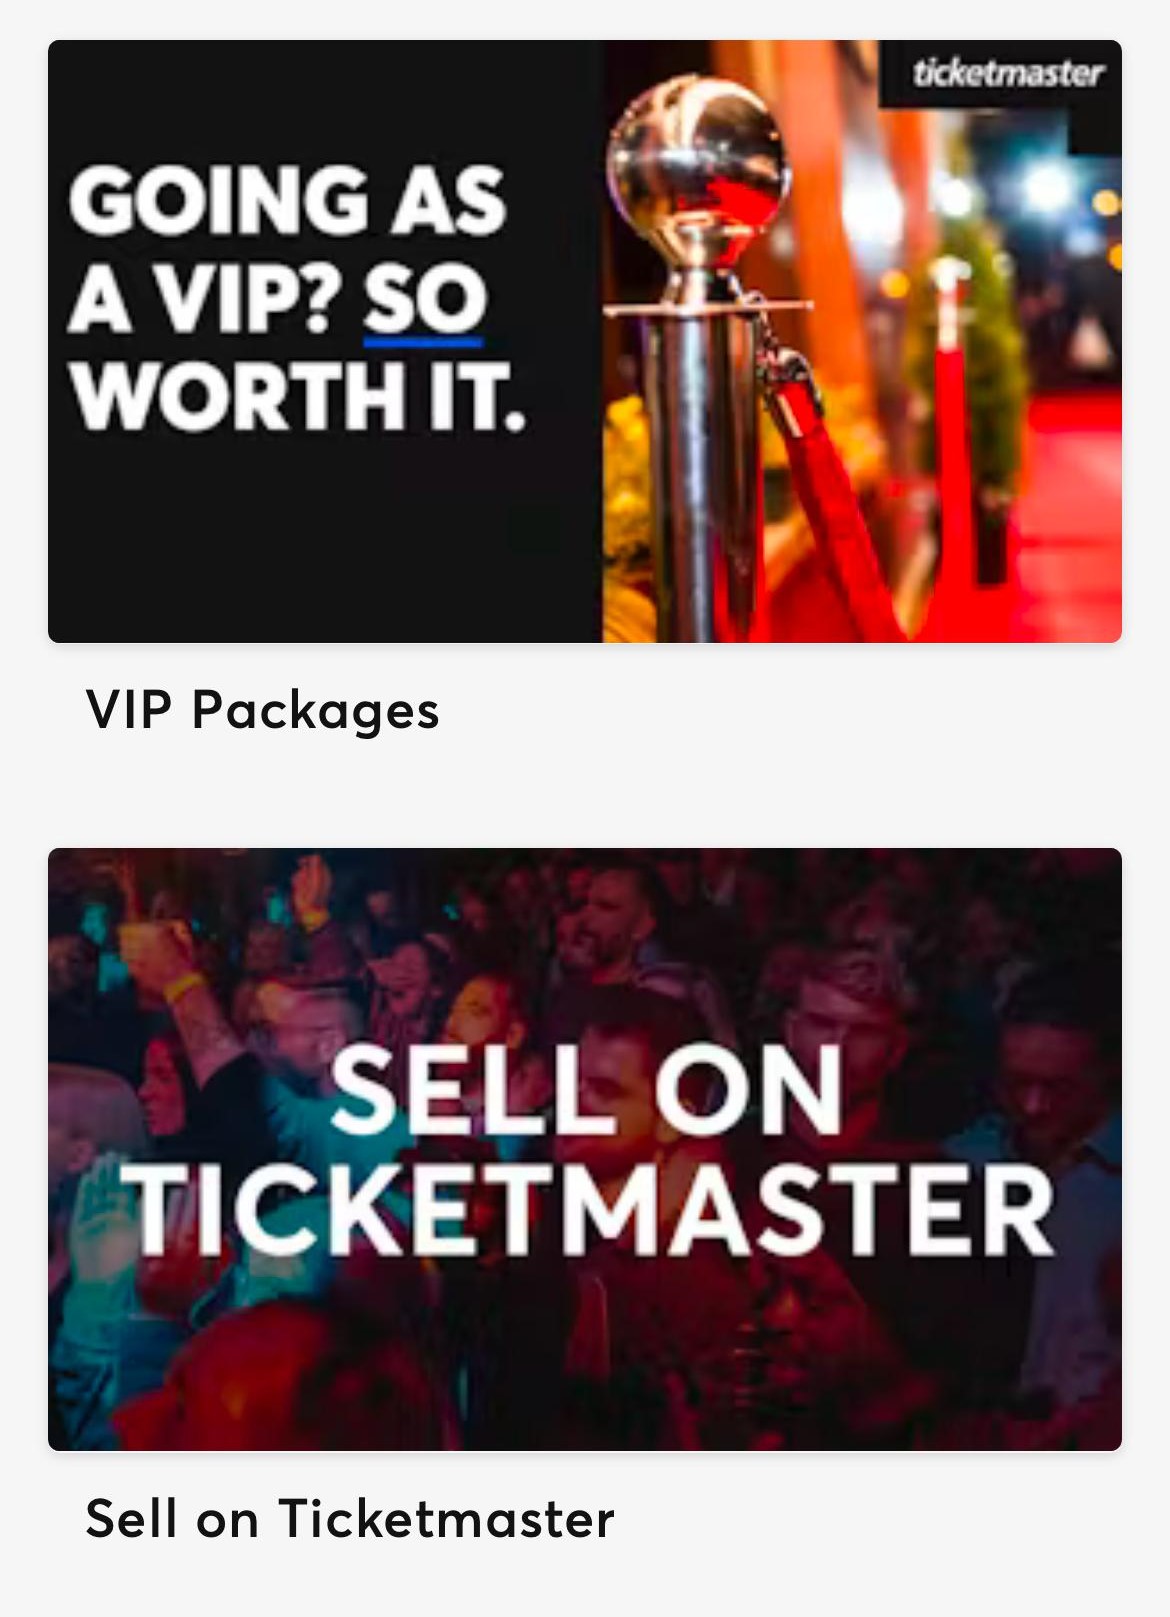 ticketmaster
GOING AS
A VIP? SO
WORTH IT.
VIP Packages
SELL ON
TICKETMASTER
Sell on Ticketmaster